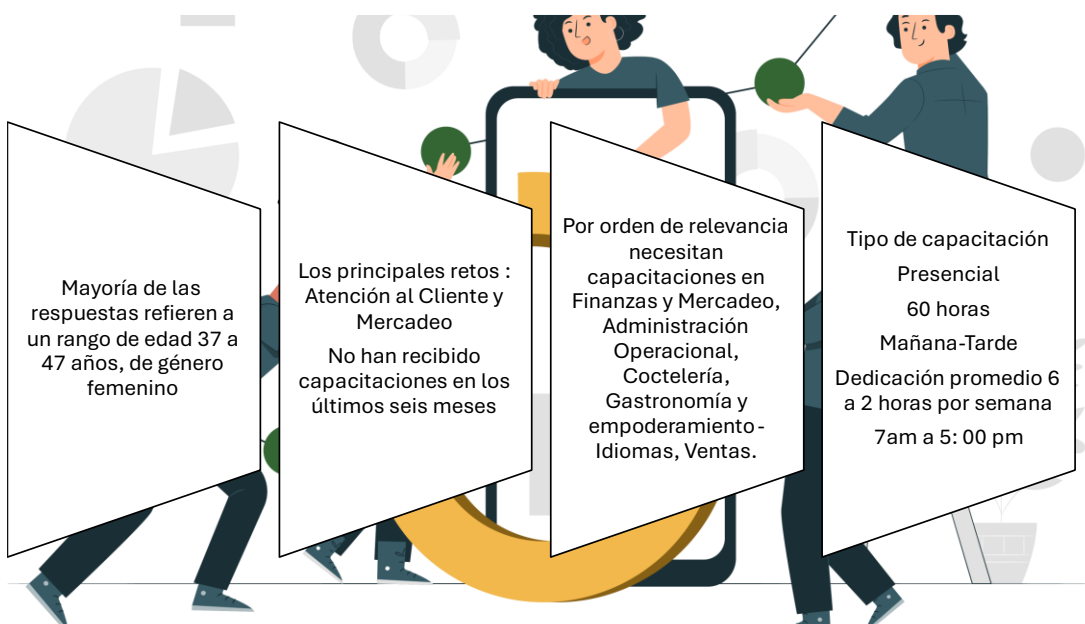 Mayoría de las
respuestas refieren a
un rango de edad 37 a
47 años, de género
femenino
Los principales retos :
Atención al Cliente y
Mercadeo
No han recibido
capacitaciones en los
últimos seis meses
Por orden de relevancia
necesitan
capacitaciones en
Finanzas y Mercadeo,
Administración
Operacional,
Coctelería,
Gastronomía y
empoderamiento -
Idiomas, Ventas.
Tipo de capacitación
Presencial
60 horas
Mañana-Tarde
Dedicación promedio 6
a 2 horas por semana
7am a 5: 00 pm